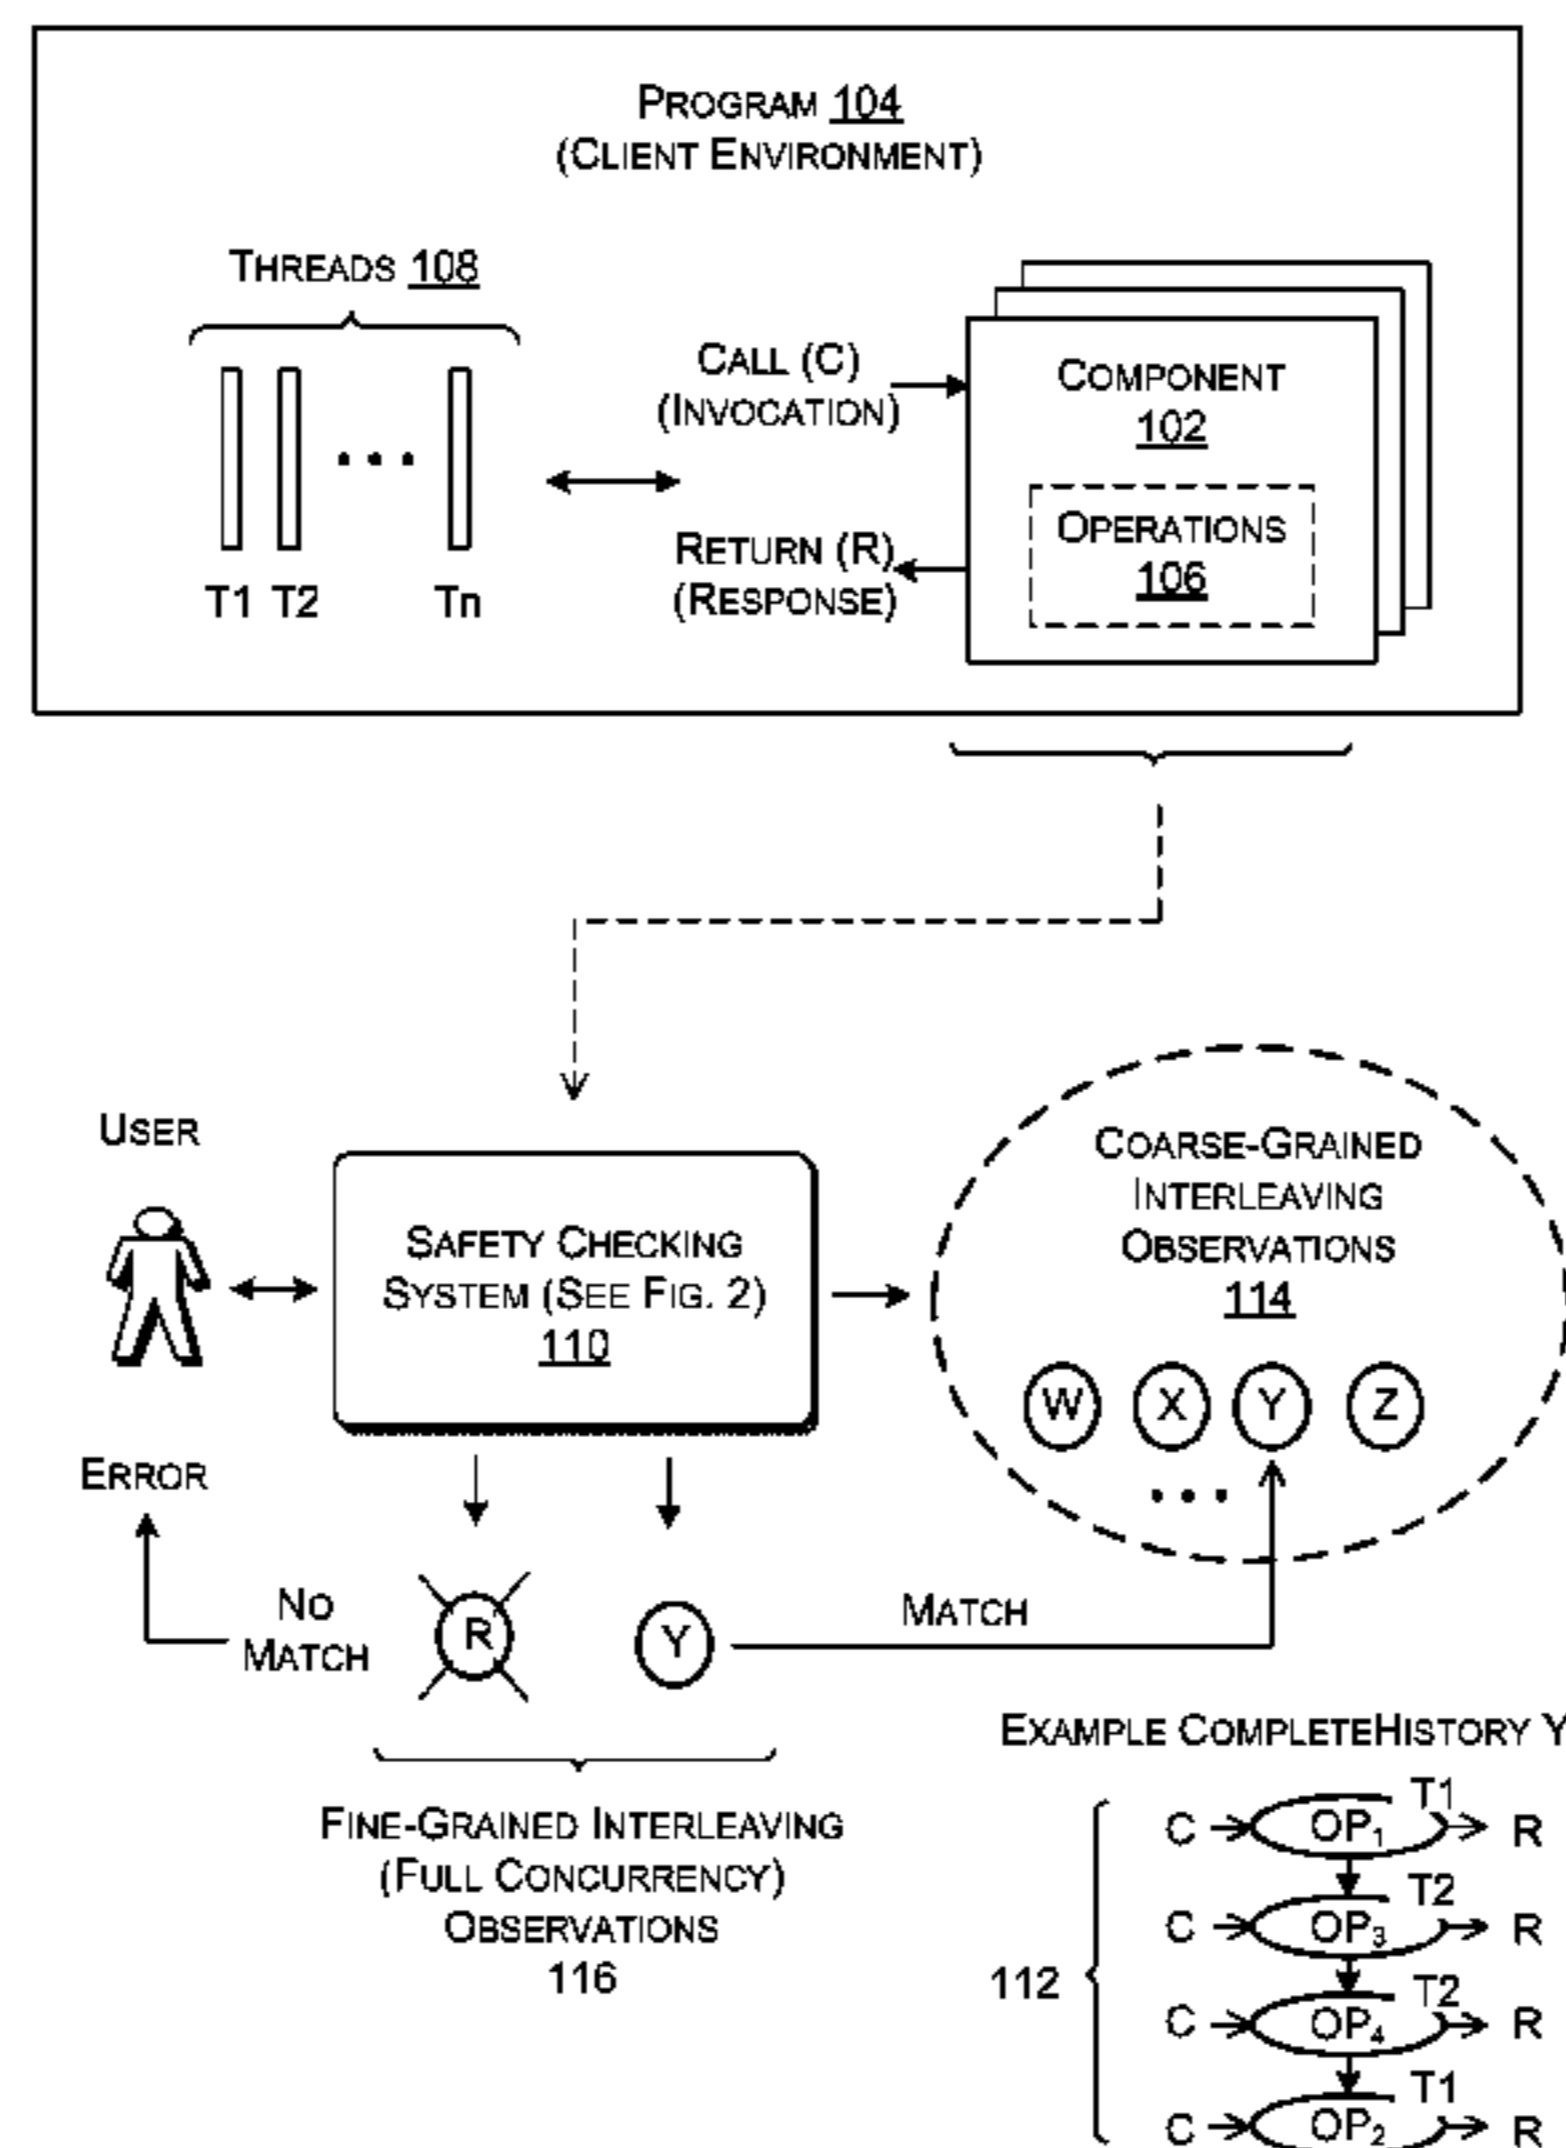 PROGRAM 104
(CLIENT ENVIRONMENT)
THREADS 108
CALL (C)
(INVOCATION)
COMPONENT
102
OPERATIONS
106
RETURN (R)
(RESPONSE)
T1 T2 Tn
USER
SAFETY CHECKING
SYSTEM (SEE FIG. 2)
110
COARSE-GRAINED
INTERLEAVING
OBSERVATIONS
114
W X Y Z
ERROR
NO
MATCH
R
Y
MATCH
FINE-GRAINED INTERLEAVING
(FULL CONCURRENCY)
OBSERVATIONS
116
EXAMPLE COMPLETEHISTORY Y
112
T1
C OP1 R
T2
C OP3 R
T2
C OP4 R
T1
C OP2 R